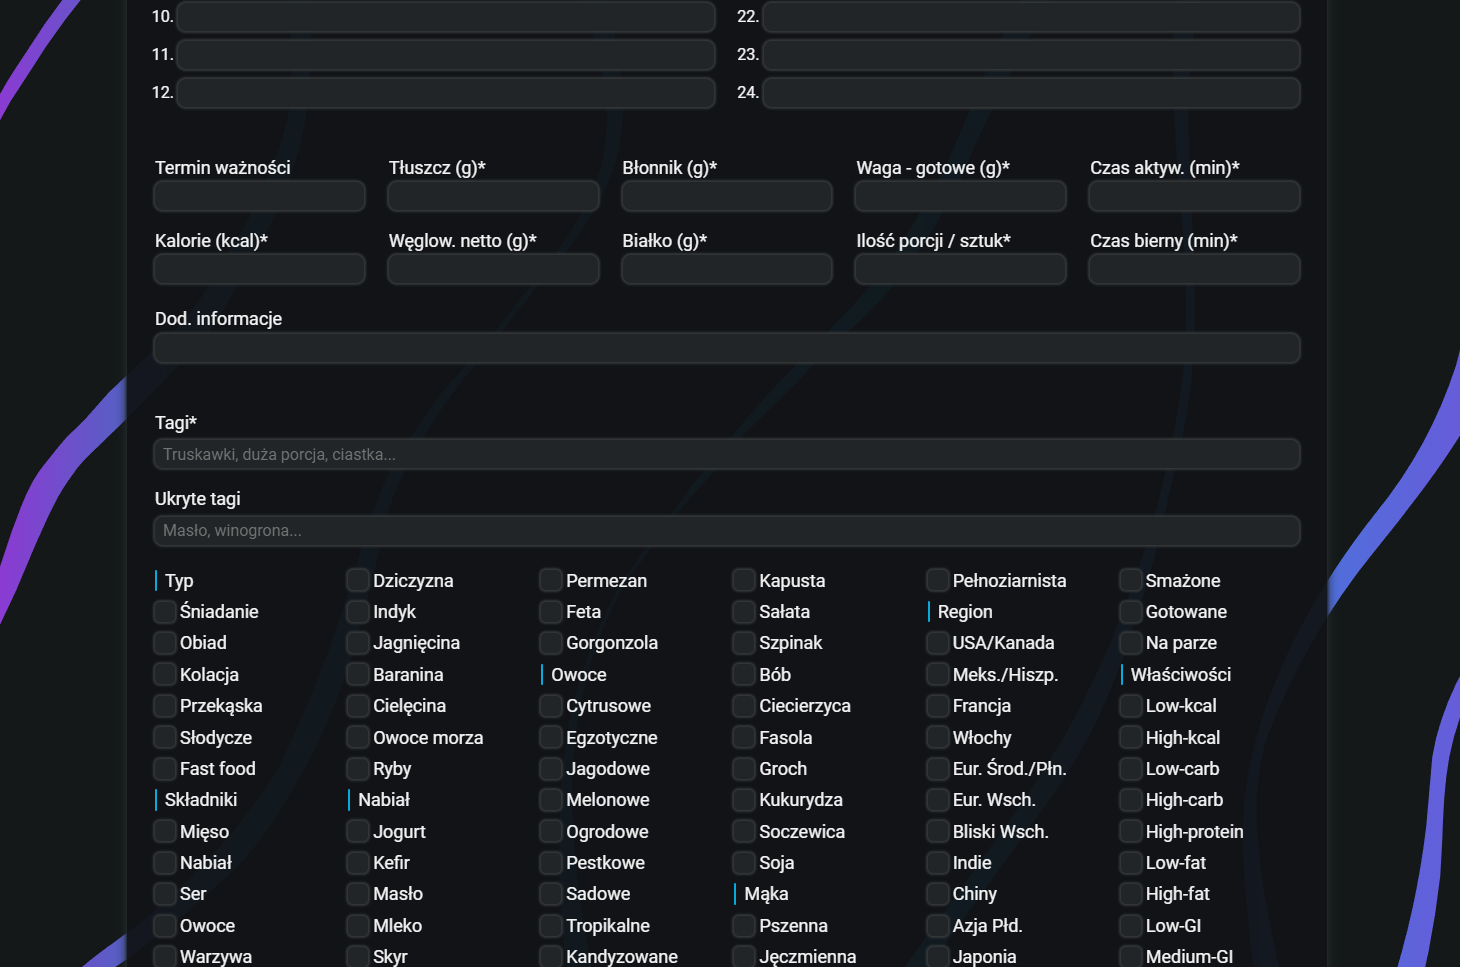 10.
22.
11.
23.
12.
24.
Termin ważności
Tłuszcz (g)*
Błonnik (g)*
Waga - gotowe (g)*
Czas aktyw. (min)*
Kalorie (kcal)*
Węglow. netto (g)*
Białko (g)*
Ilość porcji / sztuk*
Czas bierny (min)*
Dod. informacje
Tagi*
Truskawki, duża porcja, ciastka...
Ukryte tagi
Masło, winogrona...
Typ
Śniadanie
Obiad
Kolacja
Przekąska
Słodycze
Fast food
Składniki
Mięso
Nabiał
Ser
Owoce
Warzywa
Dziczyzna
Indyk
Jagnięcina
Baranina
Cielęcina
Owoce morza
Ryby
Nabiał
Jogurt
Kefir
Masło
Mleko
Skyr
Permezan
Feta
Gorgonzola
Owoce
Cytrusowe
Egzotyczne
Jagodowe
Melonowe
Ogrodowe
Pestkowe
Sadowe
Tropikalne
Kandyzowane
Kapusta
Sałata
Szpinak
Bób
Ciecierzyca
Fasola
Groch
Kukurydza
Soczewica
Soja
Mąka
Pszenna
Jęczmienna
Pełnoziarnista
Region
USA/Kanada
Meks./Hiszp.
Francja
Włochy
Eur. Środ./Płn.
Eur. Wsch.
Bliski Wsch.
Indie
Chiny
Azja Płd.
Japonia
Smażone
Gotowane
Na parze
Właściwości
Low-kcal
High-kcal
Low-carb
High-carb
High-protein
Low-fat
High-fat
Low-GI
Medium-GI